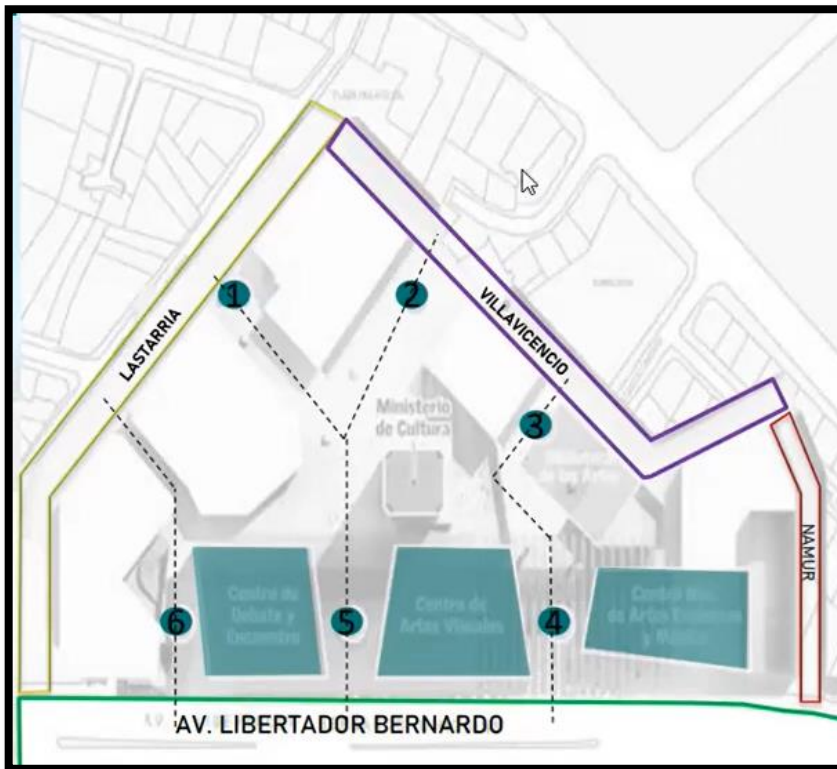 LASTARRIA
1
2
VILLAVICENCIO
Ministerio
de Cultura
3
NAMUR
Centro de
Debate y
Encuentro
Centro de
Artes Visuales
6
5
4
AV. LIBERTADOR BERNARDO